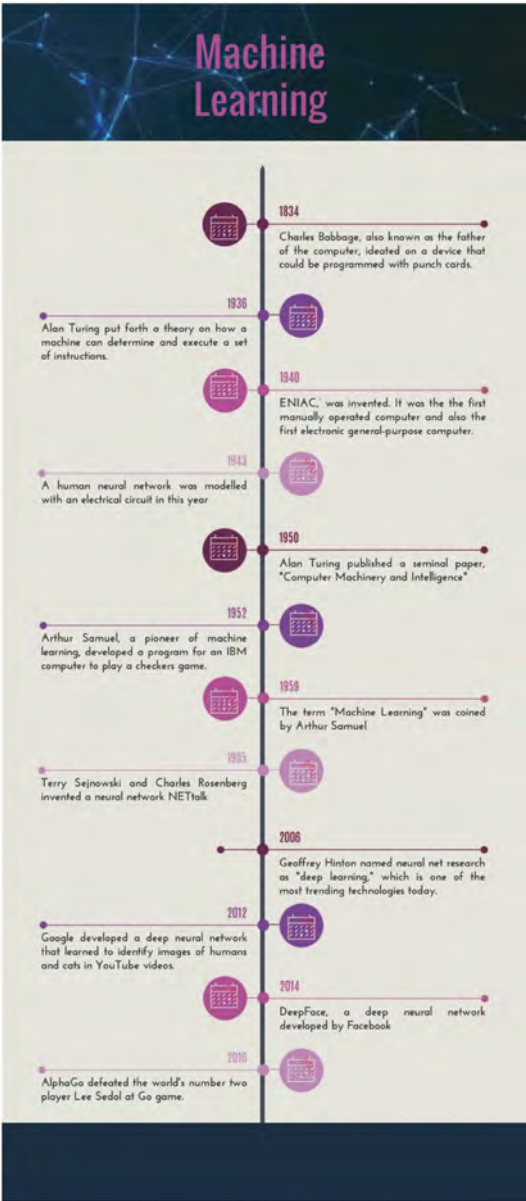 Machine
Learning
1834
Charles Babbage, also known as the father
of the computer, ideated on a device that
could be programmed with punch cards.
1936
Alan Turing put forth a theory on how a
machine can determine and execute a set
of instructions.
1940
ENIAC, was invented. It was the the first
manually operated computer and also the
first electronic general-purpose computer.
1943
A human neural network was modelled
with an electrical circuit in this year
1950
Alan Turing published a seminal paper,
"Computer Machinery and Intelligence"
1952
Arthur Samuel, a pioneer of machine
learning, developed a program for an IBM
computer to play a checkers game.
1959
The term "Machine Learning" was coined
by Arthur Samuel
1985
Terry Sejnowski and Charles Rosenberg
invented a neural network NETtalk
2006
Geoffrey Hinton named neural net research
as "deep learning," which is one of the
most trending technologies today.
2012
Google developed a deep neural network
that learned to identify images of humans
and cats in YouTube videos.
2014
DeepFace, a deep neural network
developed by Facebook
2016
AlphaGo defeated the world's number two
player Lee Sedol at Go game.